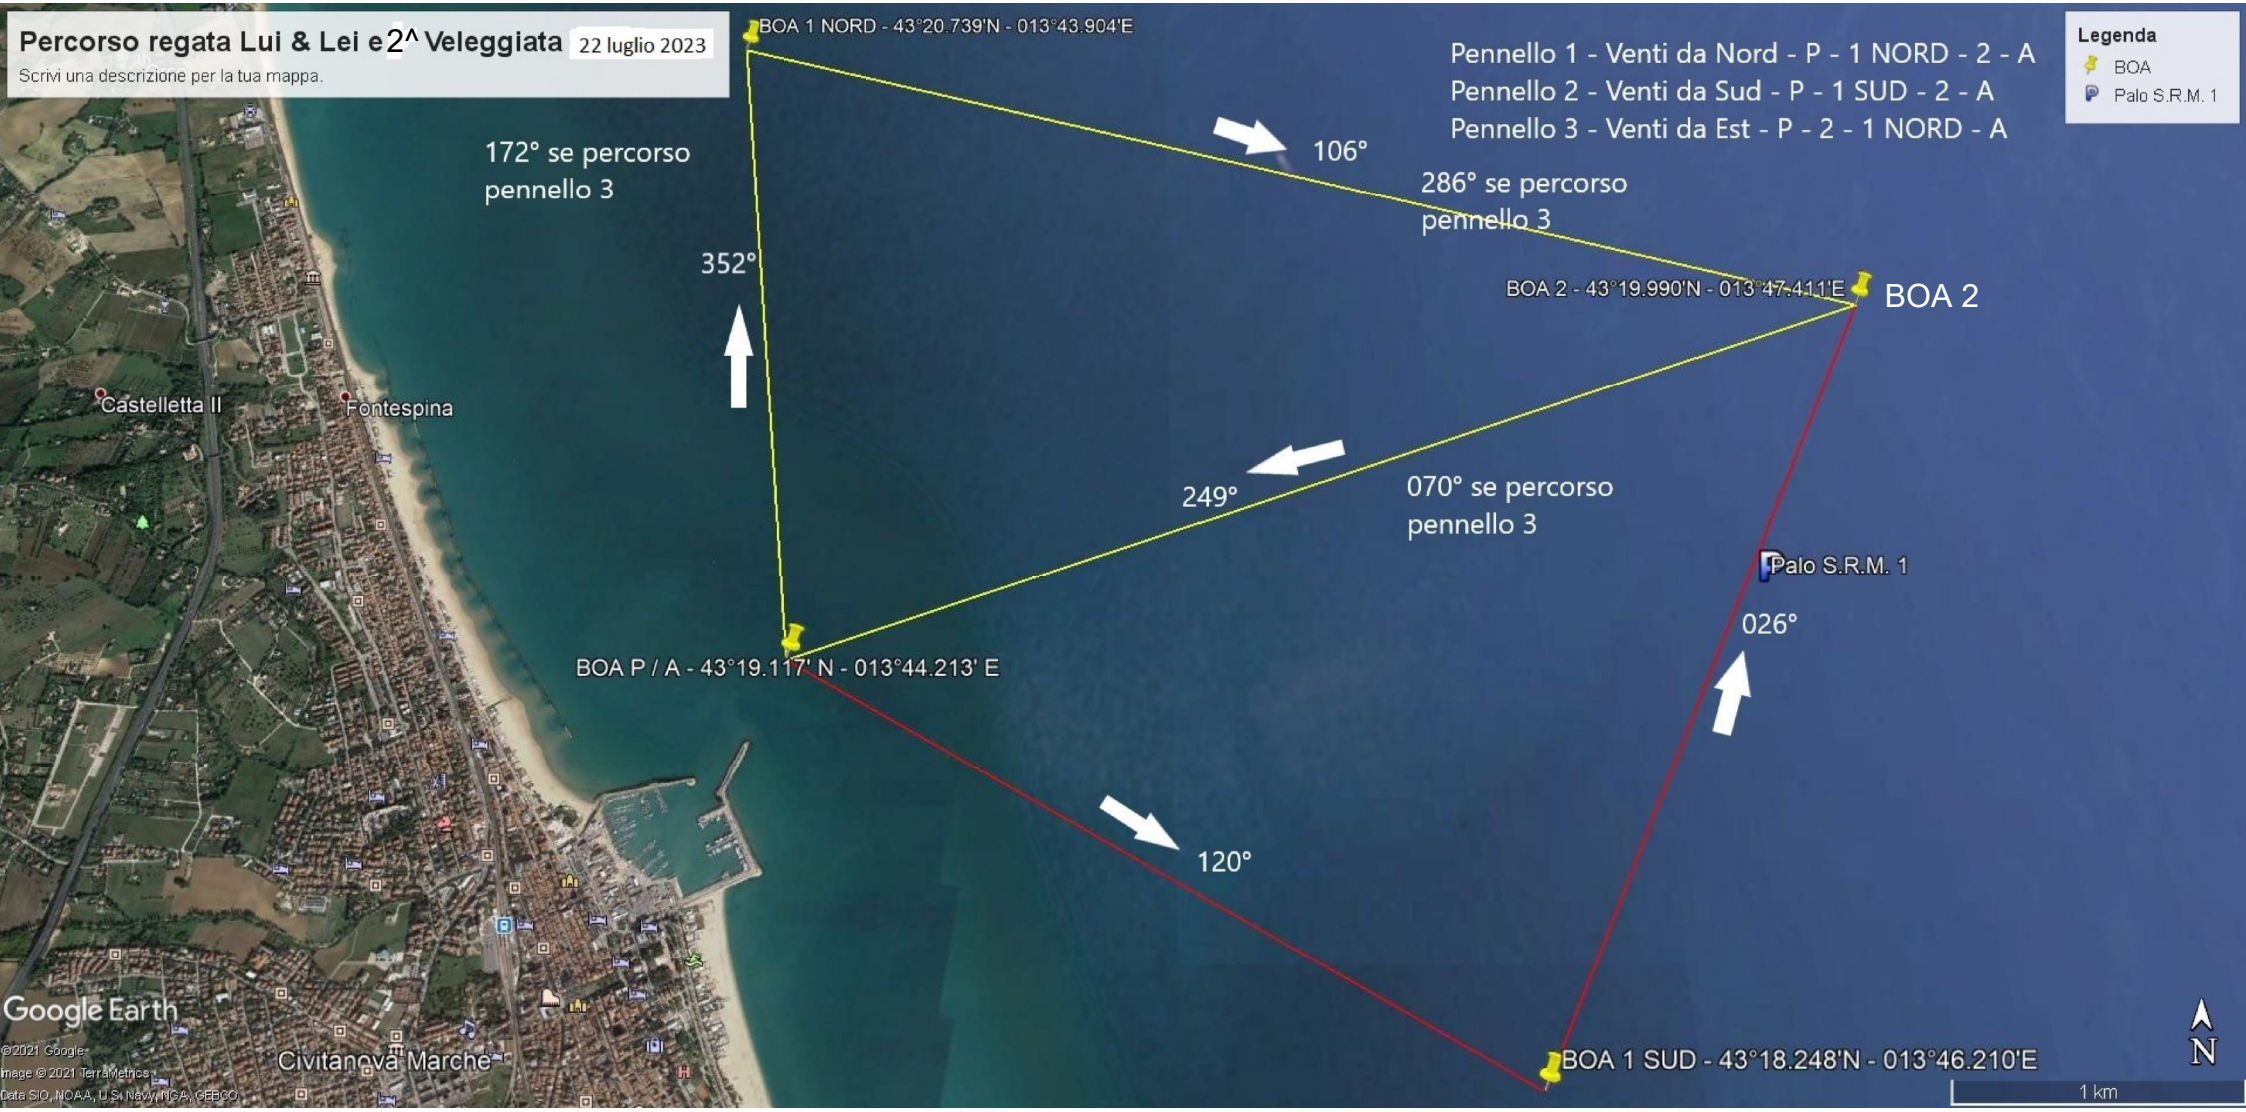 Percorso regata Lui & Lei e 2^ Veleggiata 22 luglio 2023
Scrivi una descrizione per la tua mappa.
BOA 1 NORD - 43°20.739'N - 013°43.904'E
Pennello 1 - Venti da Nord - P - 1 NORD - 2 - A
Pennello 2 - Venti da Sud - P - 1 SUD - 2 - A
Pennello 3 - Venti da Est - P - 2 - 1 NORD - A
Legenda
BOA
Palo S.R.M. 1
172° se percorso
pennello 3
106°
286° se percorso
pennello 3
352°
BOA 2 - 43°19.990'N - 013°47.411'E
BOA 2
Castelletta II
Fontespina
249°
070° se percorso
pennello 3
Palo S.R.M. 1
026°
BOA P / A - 43°19.117' N - 013°44.213' E
120°
Google Earth
©2021 Google
Image © 2021 TerraMetrics
Data SIO, NOAA, U.S. Navy, NGA, GEBCO
Civitanova Marche
BOA 1 SUD - 43°18.248'N - 013°46.210'E
N
1 km